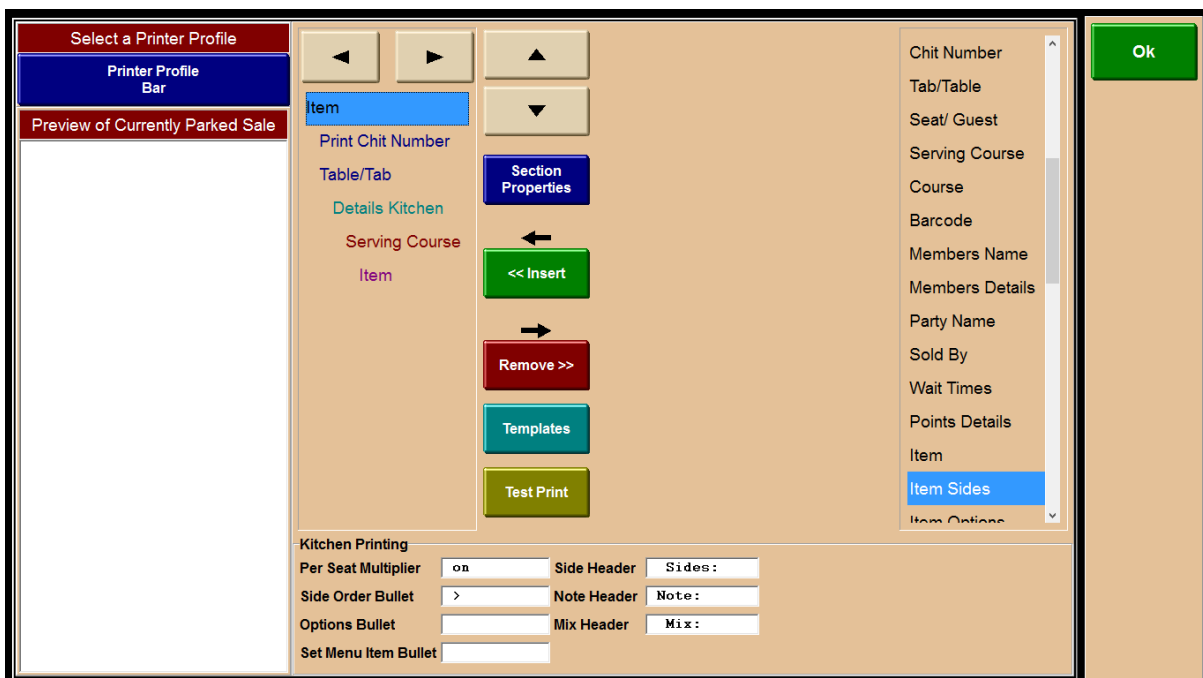 Select a Printer Profile
Printer Profile
Bar
Preview of Currently Parked Sale
Item
Print Chit Number
Table/Tab
Details Kitchen
Serving Course
Item
Section
Properties
<< Insert
Remove >>
Templates
Test Print
Chit Number
Tab/Table
Seat/ Guest
Serving Course
Course
Barcode
Members Name
Members Details
Party Name
Sold By
Wait Times
Points Details
Item
Item Sides
Item Options
Ok
Kitchen Printing
Per Seat Multiplier on Side Header Sides:
Side Order Bullet > Note Header Note:
Options Bullet Mix Header Mix:
Set Menu Item Bullet